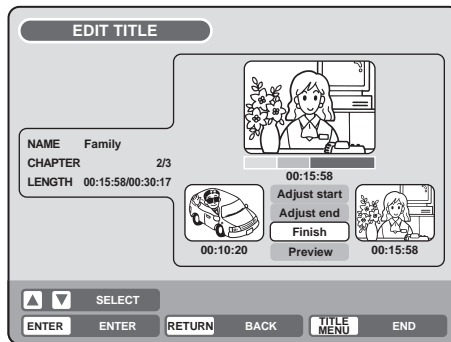 EDIT TITLE
NAME Family
CHAPTER 2/3
LENGTH 00:15:58/00:30:17
00:15:58
Adjust start
Adjust end
Finish
Preview
00:10:20
00:15:58
SELECT
ENTER ENTER RETURN BACK TITLE MENU END